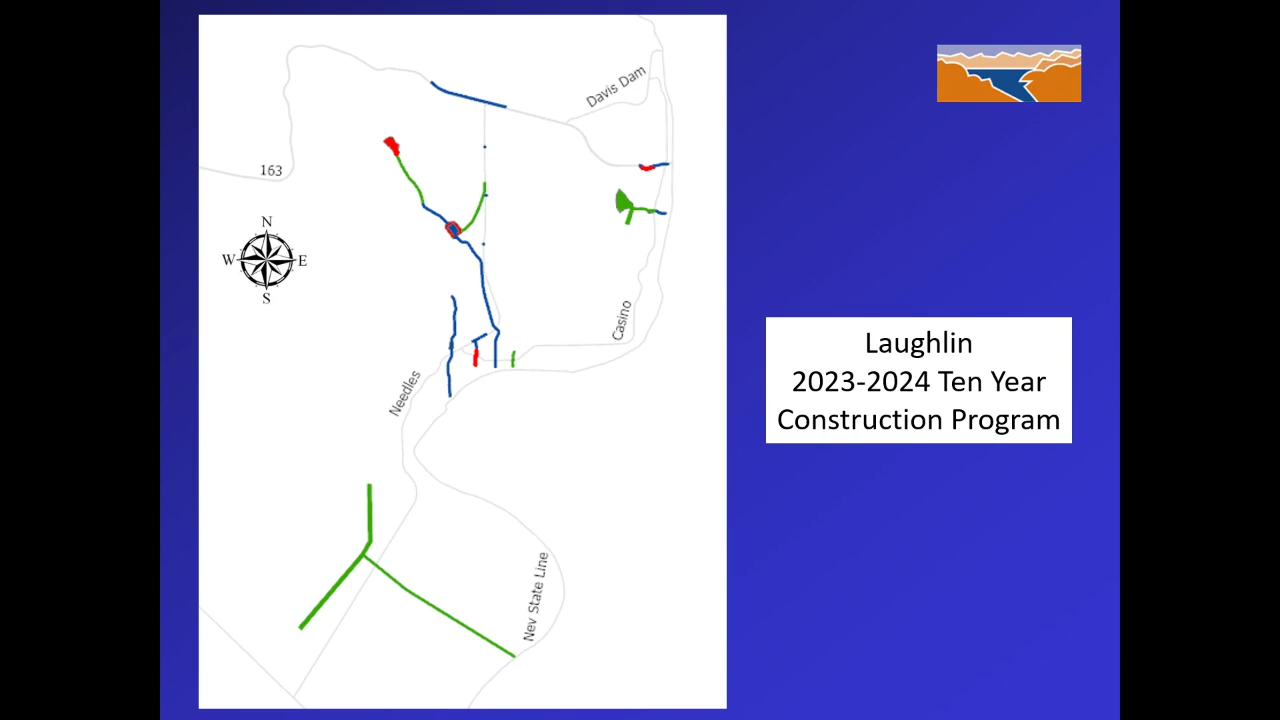 Davis Dam
163
N
W E
S
Casino
Needles
Nev State Line
Laughlin
2023-2024 Ten Year
Construction Program